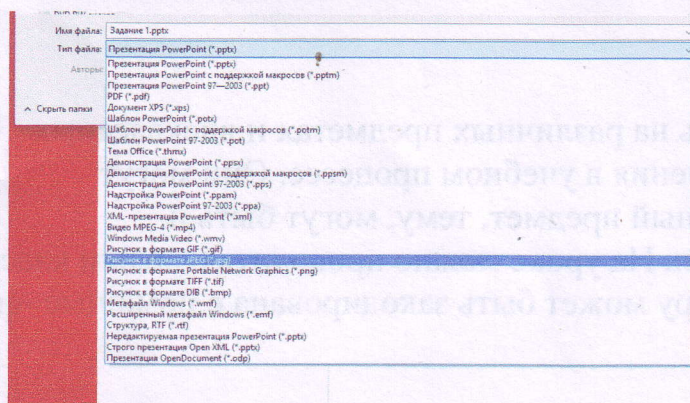 Имя файла: Задание 1.pptx
Тип файла: Презентация PowerPoint (*.pptx)
Авторы:
Скрыть папки
Презентация PowerPoint (*.pptx)
Презентация PowerPoint с поддержкой макросов (*.pptm)
Презентация PowerPoint 97—2003 (*.ppt)
PDF (*.pdf)
Документ XPS (*.xps)
Шаблон PowerPoint (*.potx)
Шаблон PowerPoint с поддержкой макросов (*.potm)
Шаблон PowerPoint 97-2003 (*.pot)
Тема Office (*.thmx)
Демонстрация PowerPoint (*.ppsx)
Демонстрация PowerPoint с поддержкой макросов (*.ppsm)
Демонстрация PowerPoint 97-2003 (*.pps)
Надстройка PowerPoint (*.ppam)
Надстройка PowerPoint 97-2003 (*.ppa)
XML-презентация PowerPoint (*.xml)
Видео MPEG-4 (*.mp4)
Windows Media Video (*.wmv)
Рисунок в формате GIF (*.gif)
Рисунок в формате JPEG (*.jpg)
Рисунок в формате Portable Network Graphics (*.png)
Рисунок в формате TIFF (*.tif)
Рисунок в формате DIB (*.bmp)
Метафайл Windows (*.wmf)
Расширенный метафайл Windows (*.emf)
Структура, RTF (*.rtf)
Нередактируемая презентация PowerPoint (*.pptx)
Строго презентация Open XML (*.pptx)
Презентация OpenDocument (*.odp)